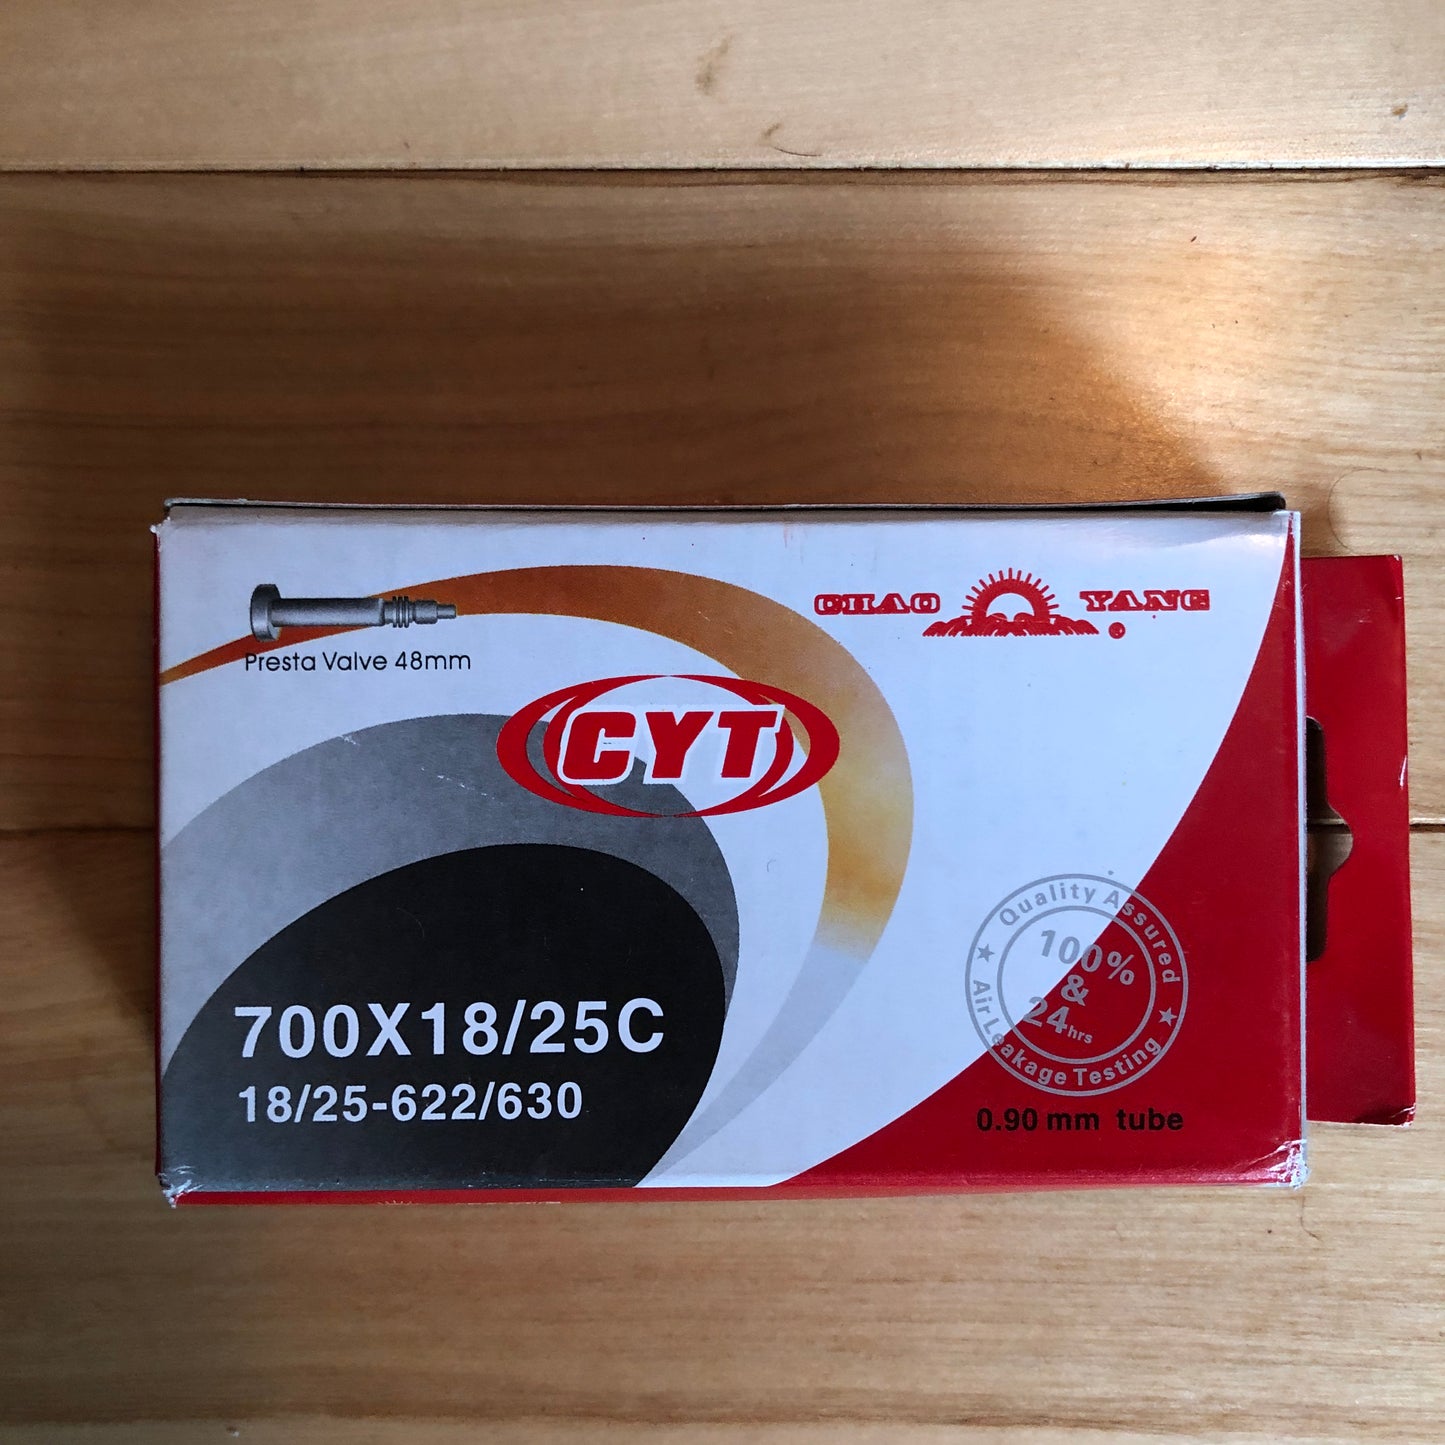 CHAO YANG
®
Presta Valve 48mm
CYT
Quality Assured
100%
&
24hrs
Air Leakage Testing
700X18/25C
18/25-622/630
0.90 mm tube